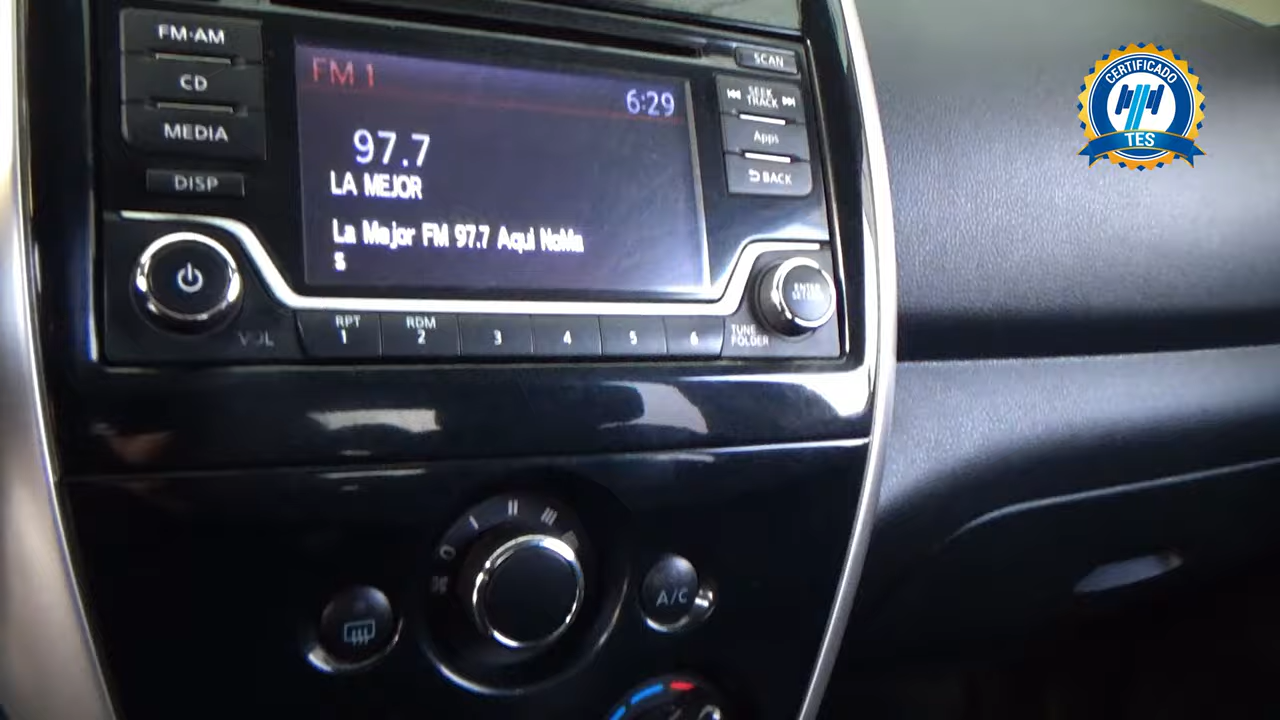 FM·AM
CD
MEDIA
DISP
FM 1
6:29
97.7
LA MEJOR
La Mejor FM 97.7 Aqui NoMa
s
SCAN
SEEK
TRACK
Apps
BACK
VOL
RPT
1
RDM
2
3
4
5
6
TUNE
FOLDER
ENTER
A/C
CERTIFICADO
TES